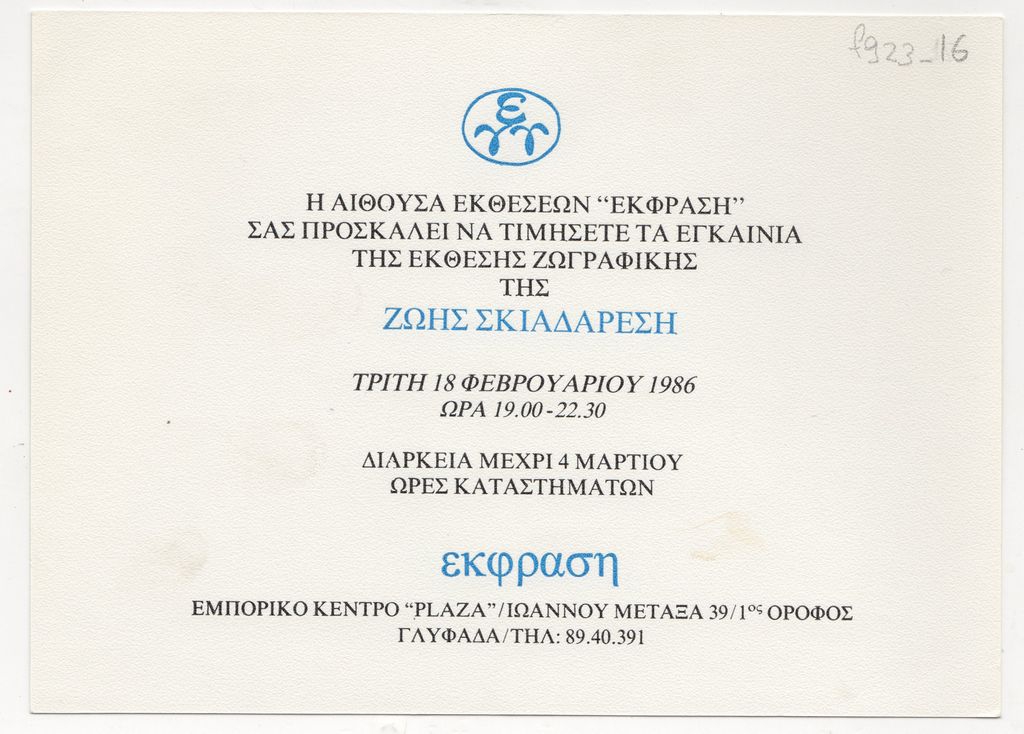 f923_16
Η ΑΙΘΟΥΣΑ ΕΚΘΕΣΕΩΝ “ΕΚΦΡΑΣΗ”
ΣΑΣ ΠΡΟΣΚΑΛΕΙ ΝΑ ΤΙΜΗΣΕΤΕ ΤΑ ΕΓΚΑΙΝΙΑ
ΤΗΣ ΕΚΘΕΣΗΣ ΖΩΓΡΑΦΙΚΗΣ
ΤΗΣ
ΖΩΗΣ ΣΚΙΑΔΑΡΕΣΗ
ΤΡΙΤΗ 18 ΦΕΒΡΟΥΑΡΙΟΥ 1986
ΩΡΑ 19.00-22.30
ΔΙΑΡΚΕΙΑ ΜΕΧΡΙ 4 ΜΑΡΤΙΟΥ
ΩΡΕΣ ΚΑΤΑΣΤΗΜΑΤΩΝ
εκφραση
ΕΜΠΟΡΙΚΟ ΚΕΝΤΡΟ “PLAZA”/ΙΩΑΝΝΟΥ ΜΕΤΑΞΑ 39/1ος ΟΡΟΦΟΣ
ΓΛΥΦΑΔΑ/ΤΗΛ: 89.40.391